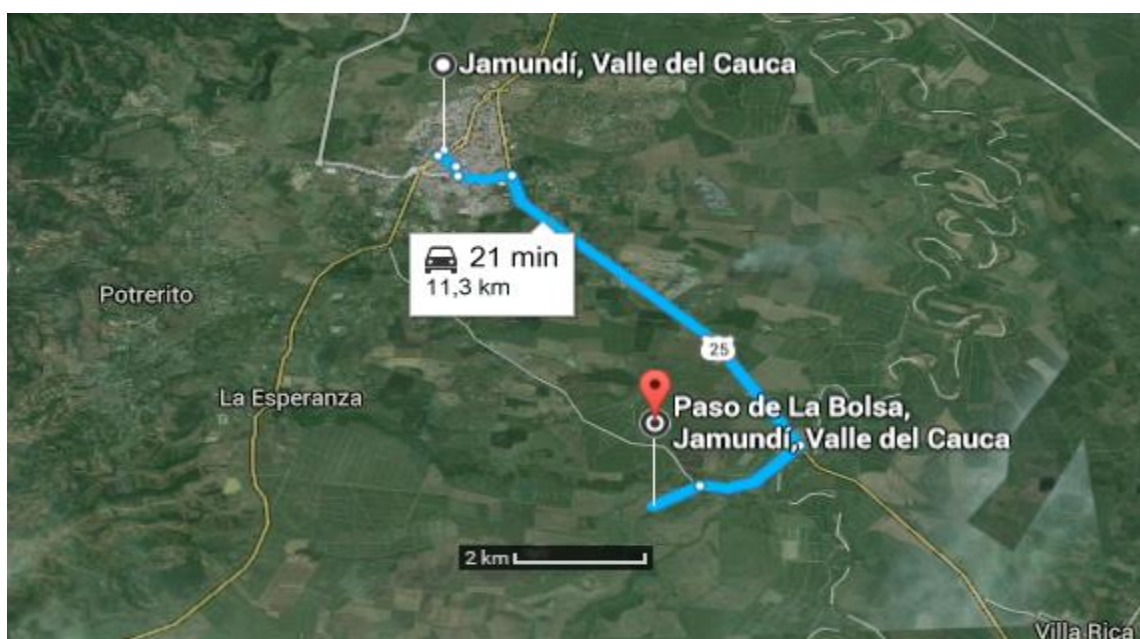 Jamundí, Valle del Cauca
21 min
11,3 km
Potrerito
25
La Esperanza
Paso de La Bolsa,
Jamundí, Valle del Cauca
2 km
Villa Rica